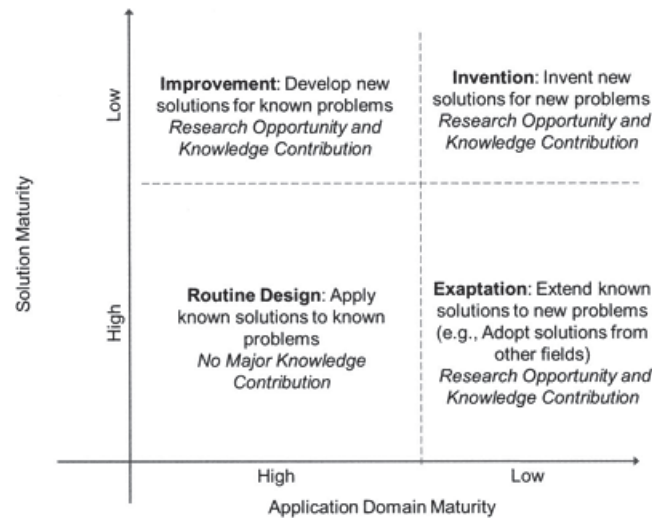 Improvement: Develop new
solutions for known problems
Research Opportunity and
Knowledge Contribution
Invention: Invent new
solutions for new problems
Research Opportunity and
Knowledge Contribution
Routine Design: Apply
known solutions to known
problems
No Major Knowledge
Contribution
Exaptation: Extend known
solutions to new problems
(e.g., Adopt solutions from
other fields)
Research Opportunity and
Knowledge Contribution
Solution Maturity
Low
High
High
Low
Application Domain Maturity